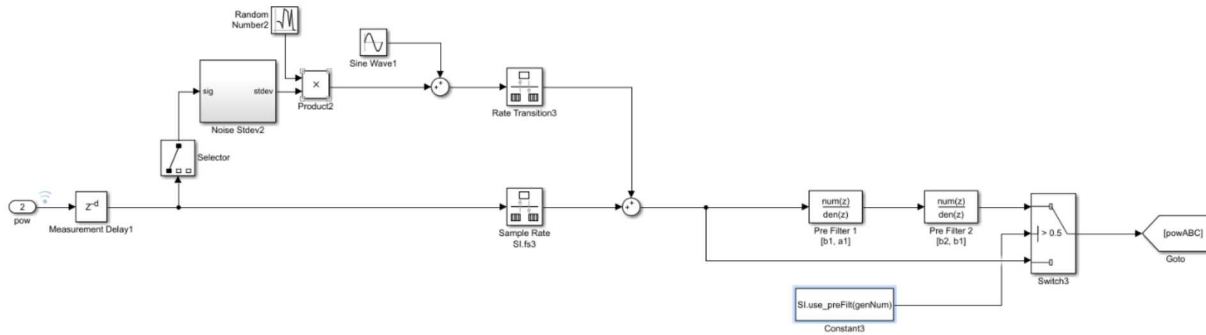 Random
Number2
Sine Wave1
sig
stdev
×
Product2
Noise Stdev2
Rate Transition3
Selector
2
pow
Z-d
Measurement Delay1
Sample Rate
SI.fs3
num(z)
den(z)
Pre Filter 1
[b1, a1]
num(z)
den(z)
Pre Filter 2
[b2, b1]
> 0.5
Switch3
[powABC]
Goto
SI.use_preFilt(genNum)
Constant3